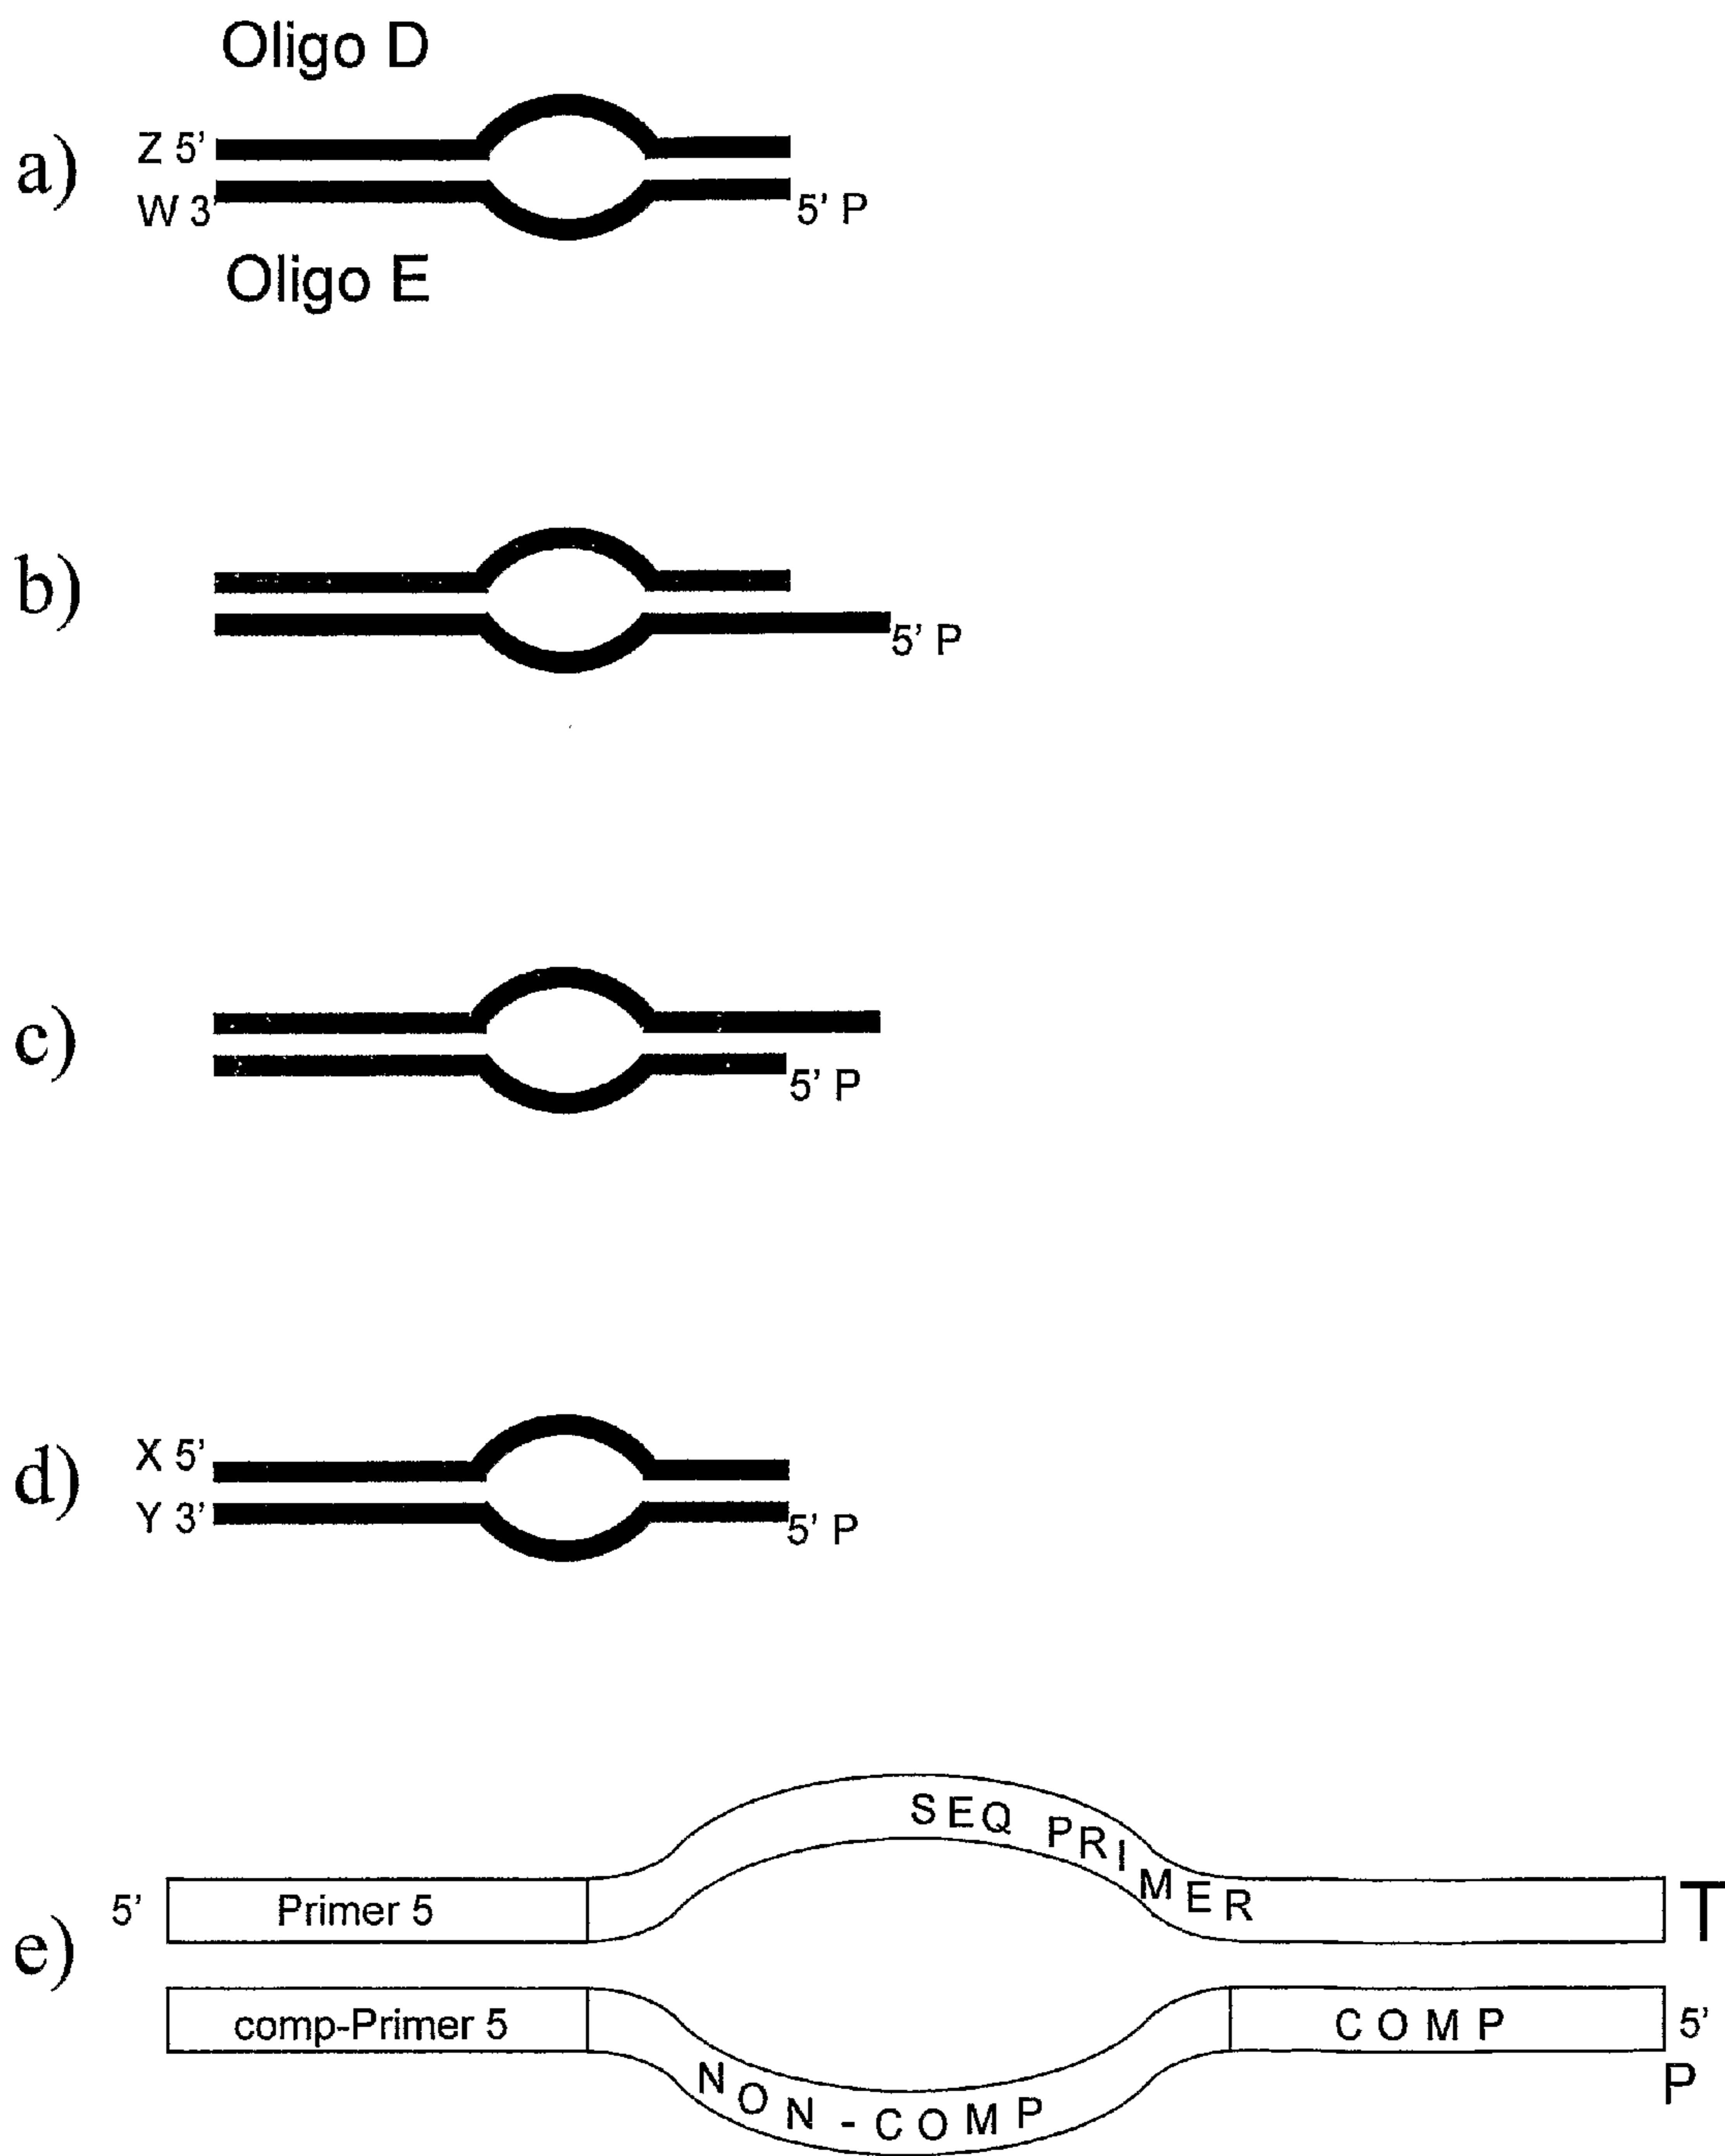 Oligo D
a)
Z 5'
W 3'
5' P
Oligo E
b)
5' P
c)
5' P
d)
X 5'
Y 3'
5' P
e)
SEQ PRIMER
5'
Primer 5
T
comp-Primer 5
COMP
5'
P
NON-COMP